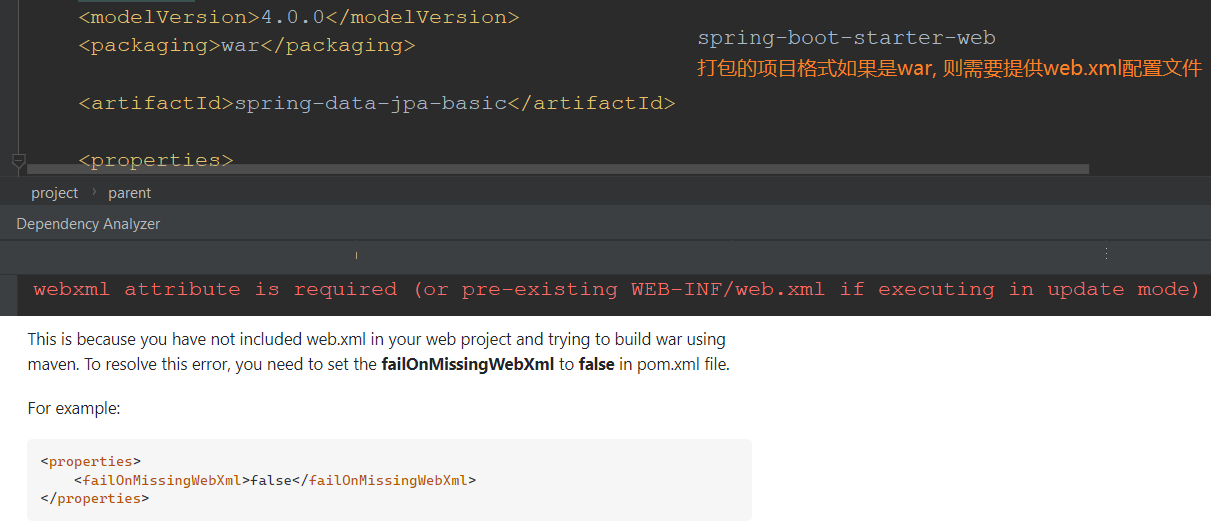 <modelVersion>4.0.0</modelVersion>
<packaging>war</packaging>
spring-boot-starter-web
打包的项目格式如果是war, 则需要提供web.xml配置文件
<artifactId>spring-data-jpa-basic</artifactId>
<properties>
project › parent
Dependency Analyzer
webxml attribute is required (or pre-existing WEB-INF/web.xml if executing in update mode)
This is because you have not included web.xml in your web project and trying to build war using
maven. To resolve this error, you need to set the failOnMissingWebXml to false in pom.xml file.
For example:
<properties>
    <failOnMissingWebXml>false</failOnMissingWebXml>
</properties>